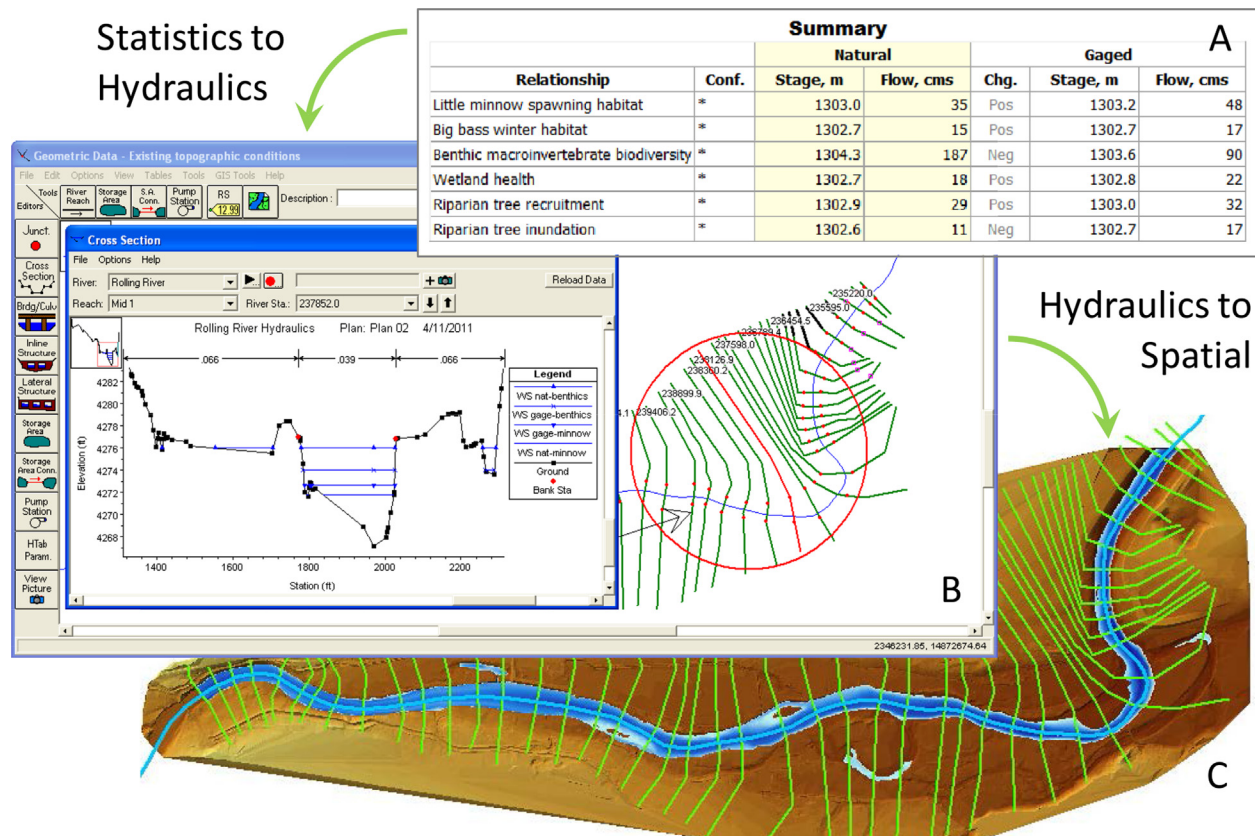 Statistics to
Hydraulics
A
Summary
Natural Gaged
Relationship Conf. Stage, m Flow, cms Chg. Stage, m Flow, cms
Little minnow spawning habitat * 1303.0 35 Pos 1303.2 48
Big bass winter habitat * 1302.7 15 Pos 1302.7 17
Benthic macroinvertebrate biodiversity * 1304.3 187 Neg 1303.6 90
Wetland health * 1302.7 18 Pos 1302.8 22
Riparian tree recruitment * 1302.9 29 Pos 1303.0 32
Riparian tree inundation * 1302.6 11 Neg 1302.7 17
Geometric Data - Existing topographic conditions
File Edit Options View Tables Tools GIS Tools Help
Tools
Editors
River
Reach
Storage
Area
S.A.
Conn.
Pump
Station
RS
12.99
Description :
Junct.
Cross
Section
Brdg/Culv
Inline
Structure
Lateral
Structure
Storage
Area
Storage
Area Conn.
Pump
Station
HTab
Param.
View
Picture
Cross Section
File Options Help
River: Rolling River
Reload Data
Reach: Mid 1 River Sta.: 237852.0
Rolling River Hydraulics Plan: Plan 02 4/11/2011
.066 .039 .066
Elevation (ft)
4282
4280
4278
4276
4274
4272
4270
4268
1400 1600 1800 2000 2200
Station (ft)
Legend
WS nat-benthics
WS gage-benthics
WS gage-minnow
WS nat-minnow
Ground
Bank Sta
235220.0
235595.0
236454.5
236789.4
237598.0
238126.9
238360.2
238899.9
239406.2
4.1
B
2346231.85, 14872674.64
Hydraulics to
Spatial
C